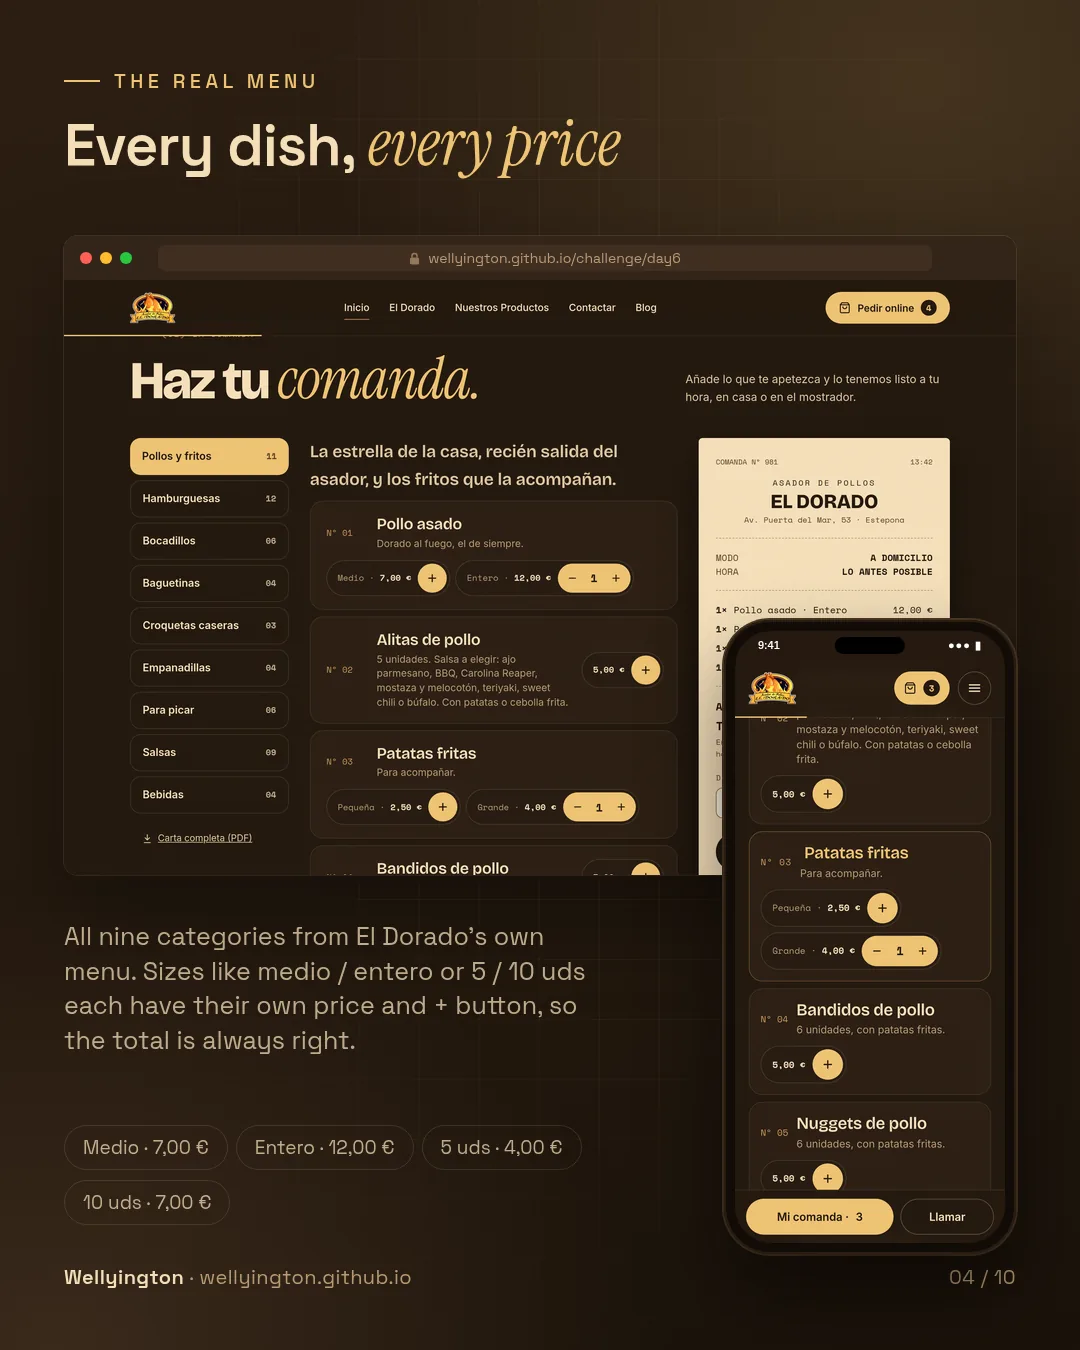 THE REAL MENU
Every dish, every price
wellyington.github.io/challenge/day6
EL DORADO
Inicio
El Dorado
Nuestros Productos
Contactar
Blog
Pedir online 4
Haz tu comanda.
Añade lo que te apetezca y lo tenemos listo a tu
hora, en casa o en el mostrador.
Pollos y fritos 11
Hamburguesas 12
Bocadillos 06
Baguetinas 04
Croquetas caseras 03
Empanadillas 04
Para picar 06
Salsas 09
Bebidas 04
Carta completa (PDF)
La estrella de la casa, recién salida del
asador, y los fritos que la acompañan.
N° 01
Pollo asado
Dorado al fuego, el de siempre.
Medio · 7,00 € +
Entero · 12,00 € − 1 +
N° 02
Alitas de pollo
5 unidades. Salsa a elegir: ajo
parmesano, BBQ, Carolina Reaper,
mostaza y melocotón, teriyaki, sweet
chili o búfalo. Con patatas o cebolla frita.
5,00 € +
N° 03
Patatas fritas
Para acompañar.
Pequeña · 2,50 € +
Grande · 4,00 € − 1 +
Bandidos de pollo
COMANDA N° 981 13:42
ASADOR DE POLLOS
EL DORADO
Av. Puerta del Mar, 53 · Estepona
MODO A DOMICILIO
HORA LO ANTES POSIBLE
1× Pollo asado · Entero 12,00 €
1×
9:41
3
N° 02
mostaza y melocotón, teriyaki, sweet
chili o búfalo. Con patatas o cebolla
frita.
5,00 € +
N° 03
Patatas fritas
Para acompañar.
Pequeña · 2,50 € +
Grande · 4,00 € − 1 +
N° 04
Bandidos de pollo
6 unidades, con patatas fritas.
5,00 € +
N° 05
Nuggets de pollo
6 unidades, con patatas fritas.
5,00 € +
Mi comanda · 3
Llamar
All nine categories from El Dorado's own
menu. Sizes like medio / entero or 5 / 10 uds
each have their own price and + button, so
the total is always right.
Medio · 7,00 €
Entero · 12,00 €
5 uds · 4,00 €
10 uds · 7,00 €
Wellyington · wellyington.github.io
04 / 10